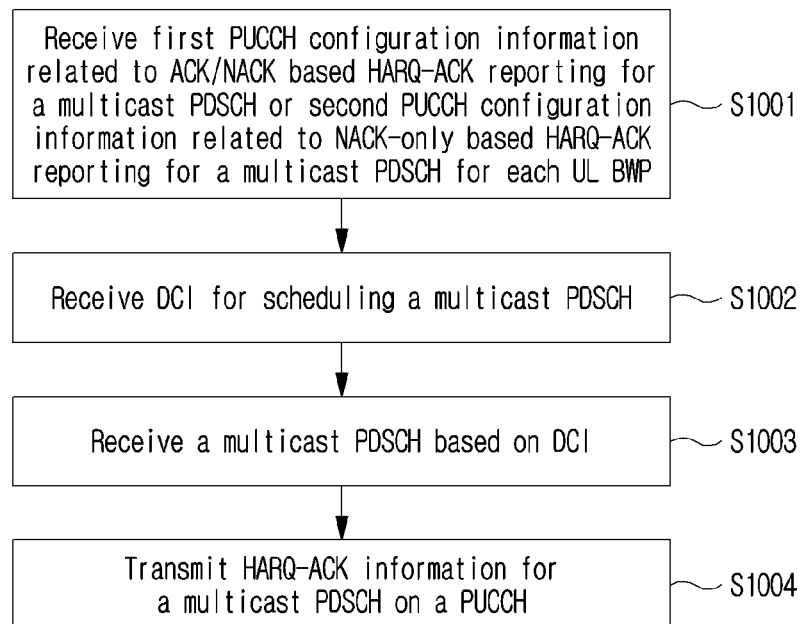 Receive first PUCCH configuration information
related to ACK/NACK based HARQ-ACK reporting for
a multicast PDSCH or second PUCCH configuration
information related to NACK-only based HARQ-ACK
reporting for a multicast PDSCH for each UL BWP
S1001
Receive DCI for scheduling a multicast PDSCH
S1002
Receive a multicast PDSCH based on DCI
S1003
Transmit HARQ-ACK information for
a multicast PDSCH on a PUCCH
S1004